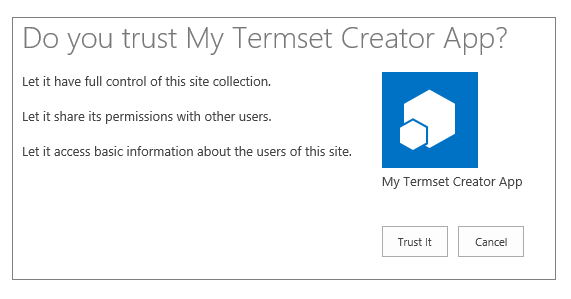 Do you trust My Termset Creator App?
Let it have full control of this site collection.
Let it share its permissions with other users.
Let it access basic information about the users of this site.
My Termset Creator App
Trust It
Cancel